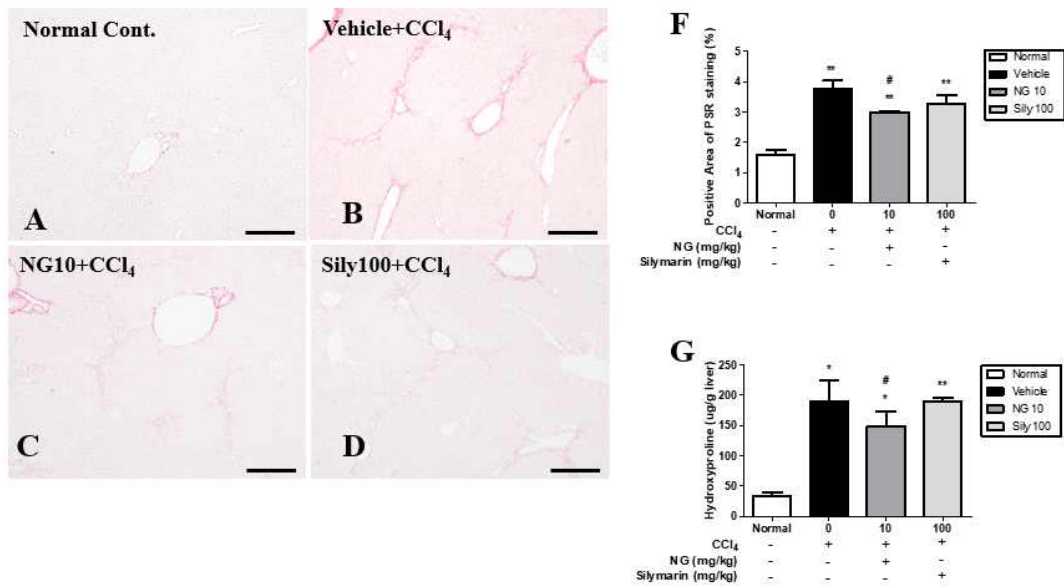 Normal Cont.
A
Vehicle+CCl4
B
NG10+CCl4
C
Sily100+CCl4
D
F
Positive Area of PSR staining (%)
5
4
3
2
1
0
**
#
**
**
Normal
0
10
100
CCl4
-
+
+
+
NG (mg/kg)
-
-
+
-
Silymarin (mg/kg)
-
-
-
+
Normal
Vehicle
NG 10
Sily 100
G
Hydroxyproline (ug/g liver)
250
200
150
100
50
0
*
#
*
**
Normal
0
10
100
CCl4
-
+
+
+
NG (mg/kg)
-
-
+
-
Silymarin (mg/kg)
-
-
-
+
Normal
Vehicle
NG 10
Sily 100